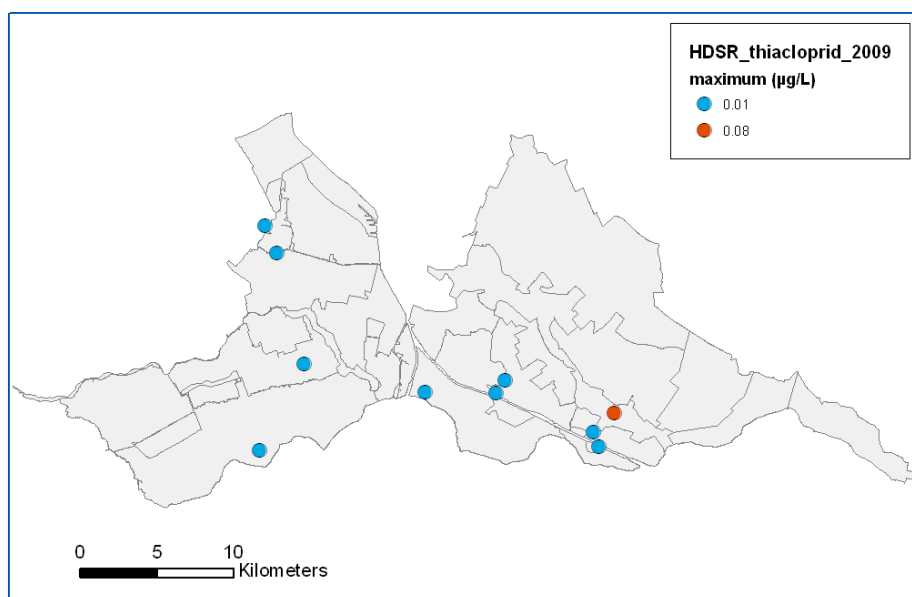 HDSR_thiacloprid_2009
maximum (µg/L)
0.01
0.08
0 5 10
Kilometers